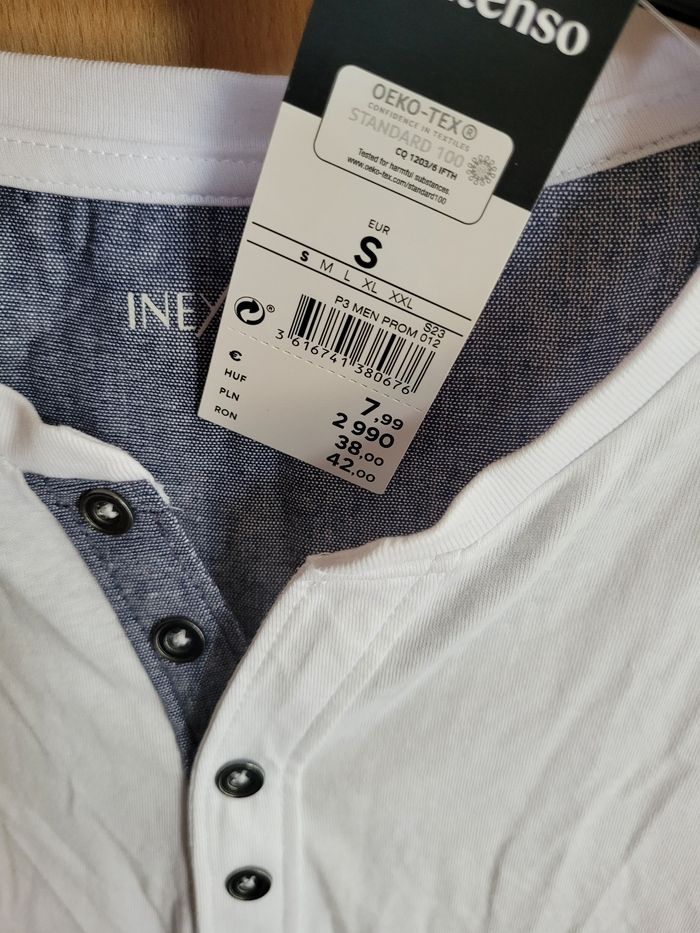 OEKO-TEX®
CONFIDENCE IN TEXTILES
STANDARD 100
CQ 1203/6 IFTH
Tested for harmful substances.
www.oeko-tex.com/standard100
EUR
S
S M L XL XXL
S23
P3 MEN PROM 012
3 616741 380676
€ 7,99
HUF 2 990
PLN 38,00
RON 42,00